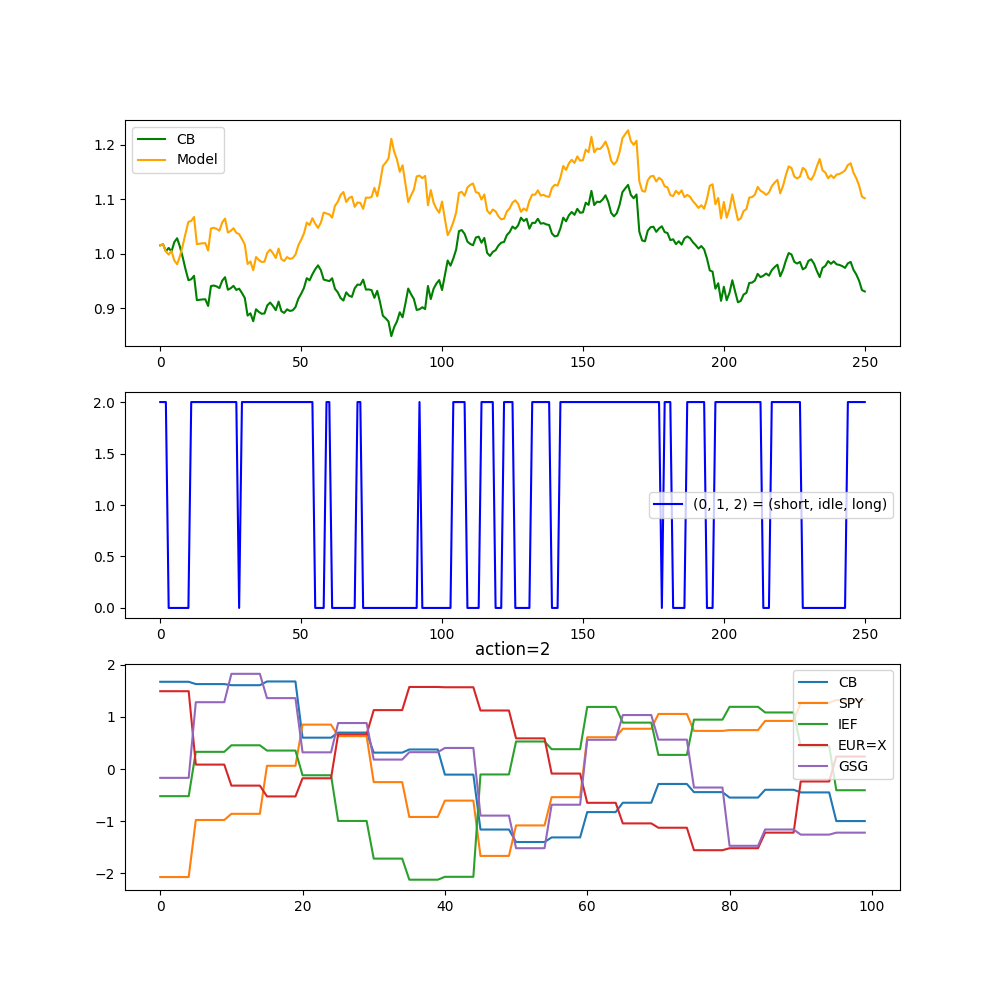 CB
Model
1.2
1.1
1.0
0.9
0 50 100 150 200 250
2.0
1.5
1.0
0.5
0.0
(0, 1, 2) = (short, idle, long)
0 50 100 150 200 250
action=2
2
1
0
−1
−2
CB
SPY
IEF
EUR=X
GSG
0 20 40 60 80 100